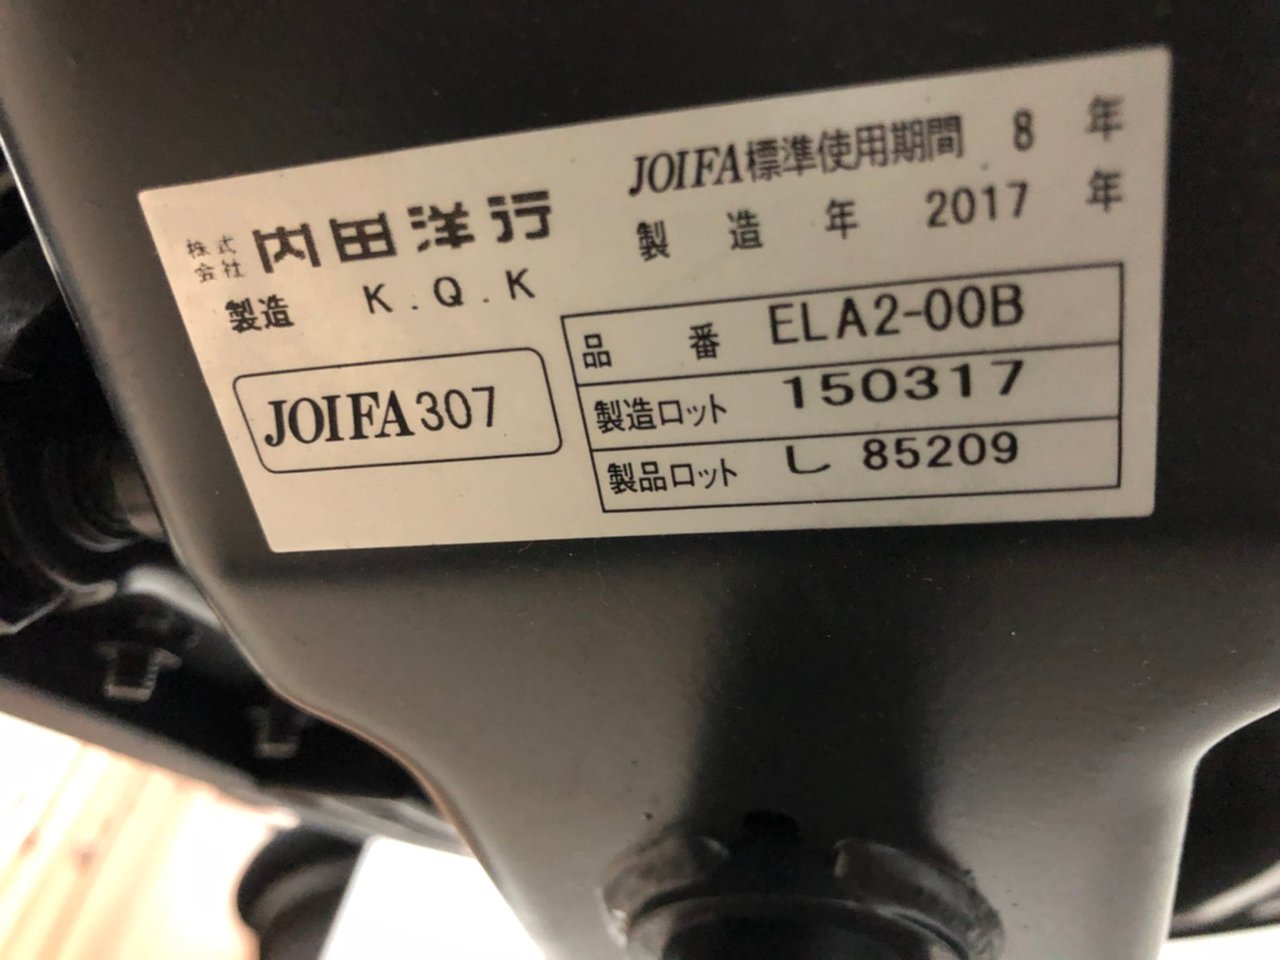 株式会社 内田洋行
製造 K.Q.K
JOIFA307
JOIFA標準使用期間 8 年
製造年 2017 年
品番 ELA2-00B
製造ロット 150317
製品ロット し 85209